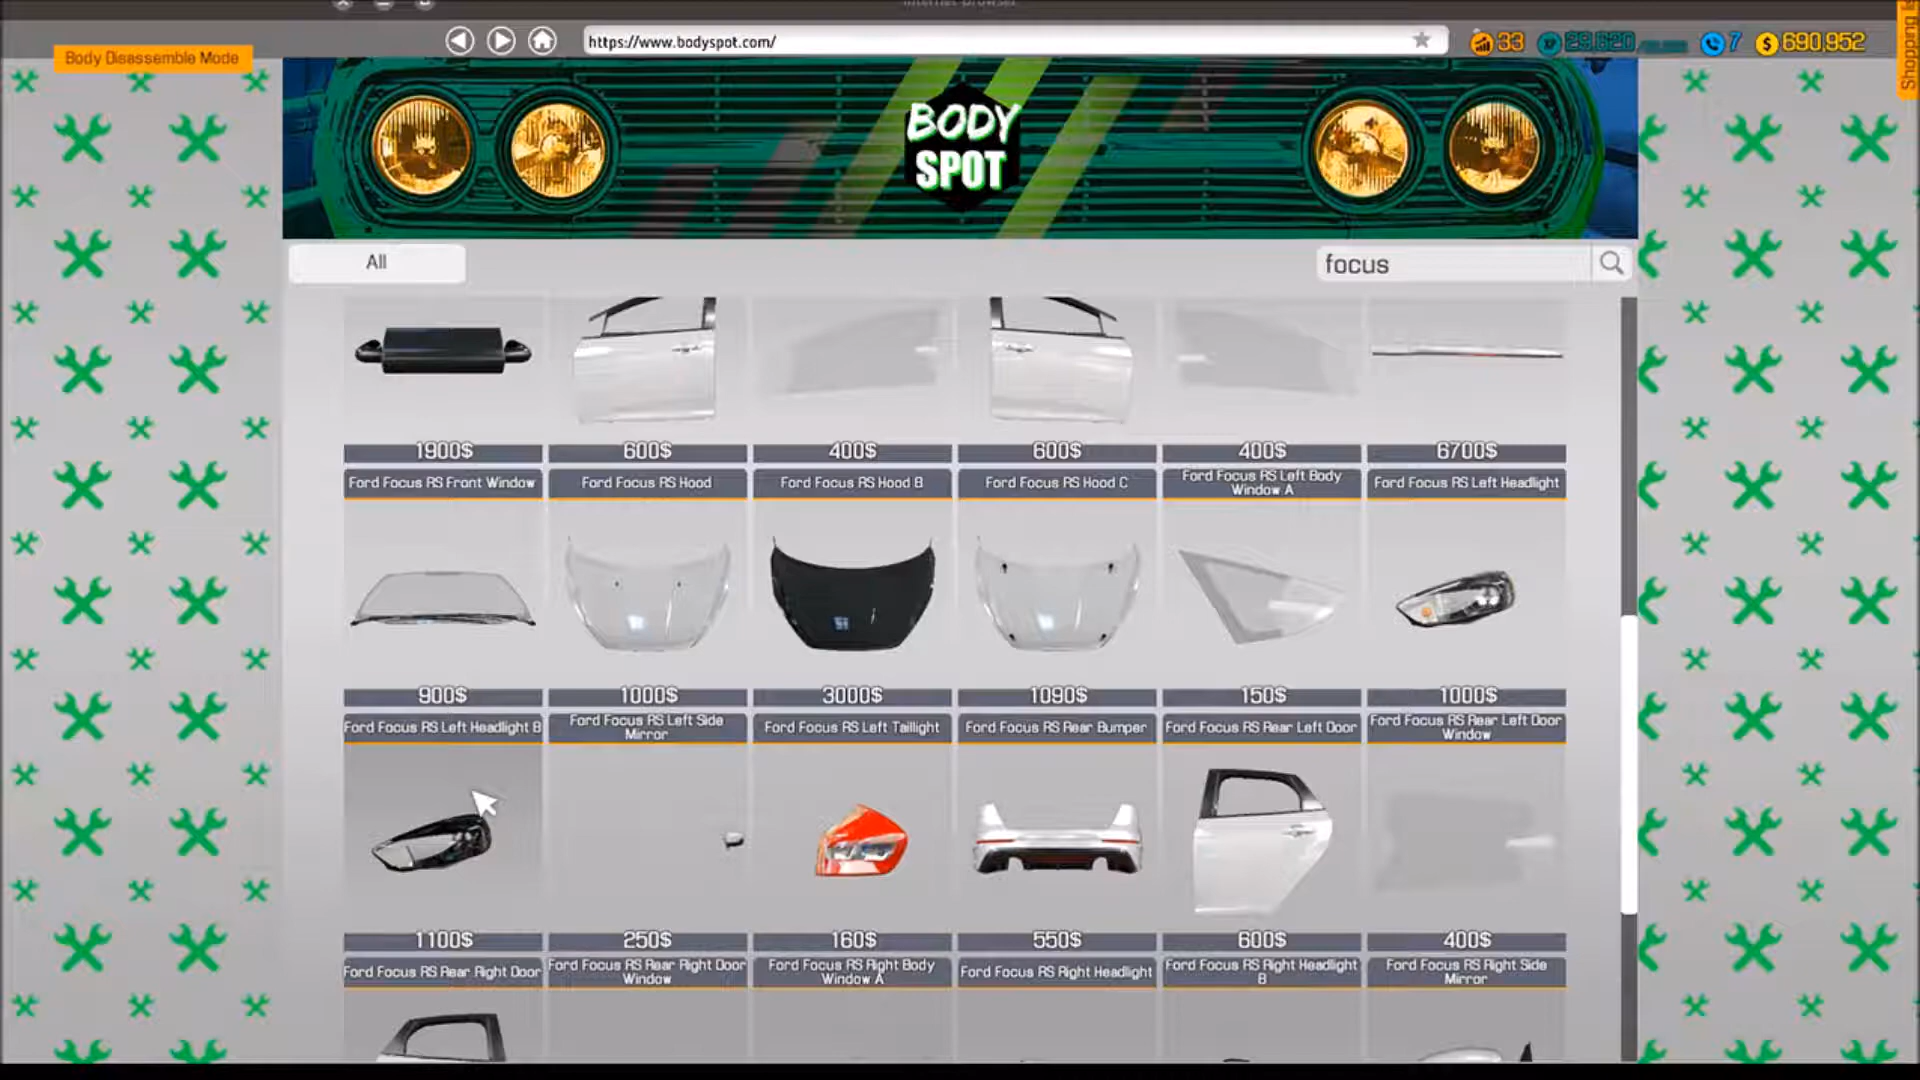 Internet Browser
Body Disassemble Mode
https://www.bodyspot.com/
33
29,620
7
690,952
Shopping
BODY
SPOT
All
focus
1900$
600$
400$
600$
400$
6700$
Ford Focus RS Front Window
Ford Focus RS Hood
Ford Focus RS Hood B
Ford Focus RS Hood C
Ford Focus RS Left Body
Window A
Ford Focus RS Left Headlight
900$
1000$
3000$
1090$
150$
1000$
Ford Focus RS Left Headlight B
Ford Focus RS Left Side
Mirror
Ford Focus RS Left Taillight
Ford Focus RS Rear Bumper
Ford Focus RS Rear Left Door
Ford Focus RS Rear Left Door
Window
1100$
250$
160$
550$
600$
400$
Ford Focus RS Rear Right Door
Ford Focus RS Rear Right Door
Window
Ford Focus RS Right Body
Window A
Ford Focus RS Right Headlight
Ford Focus RS Right Headlight
B
Ford Focus RS Right Side
Mirror